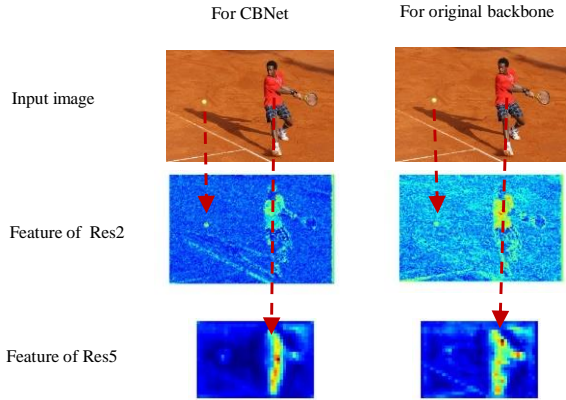 For CBNet
For original backbone
Input image
Feature of Res2
Feature of Res5